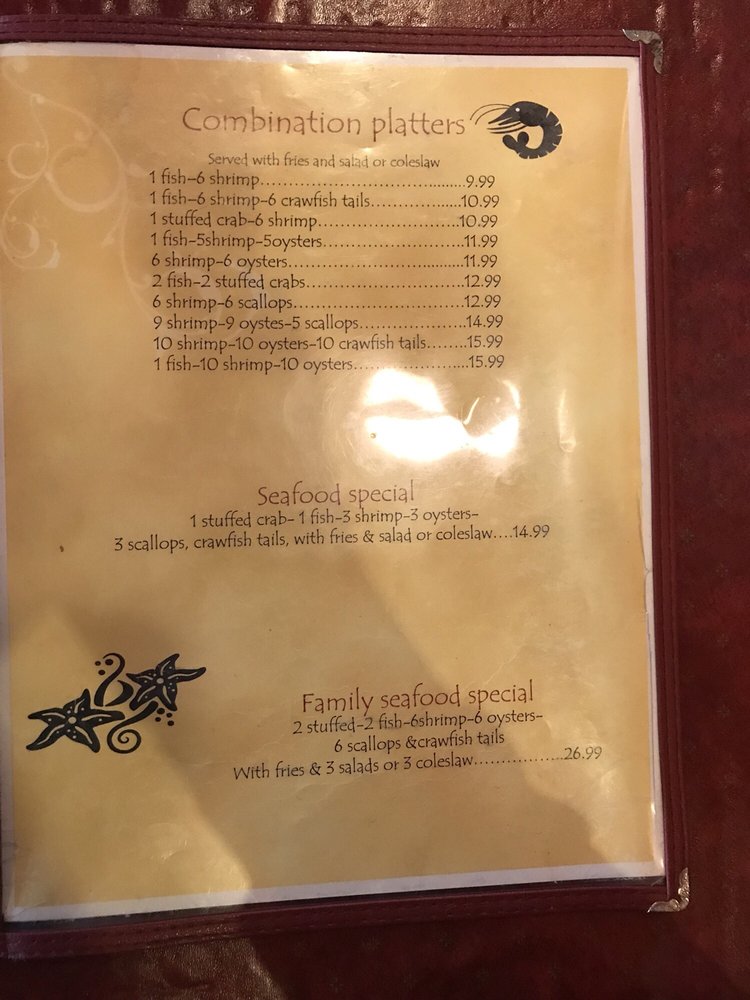 Combination platters
Served with fries and salad or coleslaw
1 fish-6 shrimp....................................9.99
1 fish-6 shrimp-6 crawfish tails....................10.99
1 stuffed crab-6 shrimp.........................10.99
1 fish-5shrimp-5oysters.........................11.99
6 shrimp-6 oysters...............................11.99
2 fish-2 stuffed crabs............................12.99
6 shrimp-6 scallops..............................12.99
9 shrimp-9 oystes-5 scallops...................14.99
10 shrimp-10 oysters-10 crawfish tails........15.99
1 fish-10 shrimp-10 oysters.....................15.99
Seafood special
1 stuffed crab- 1 fish-3 shrimp-3 oysters-
3 scallops, crawfish tails, with fries & salad or coleslaw....14.99
Family seafood special
2 stuffed-2 fish-6shrimp-6 oysters-
6 scallops &crawfish tails
With fries & 3 salads or 3 coleslaw..................26.99